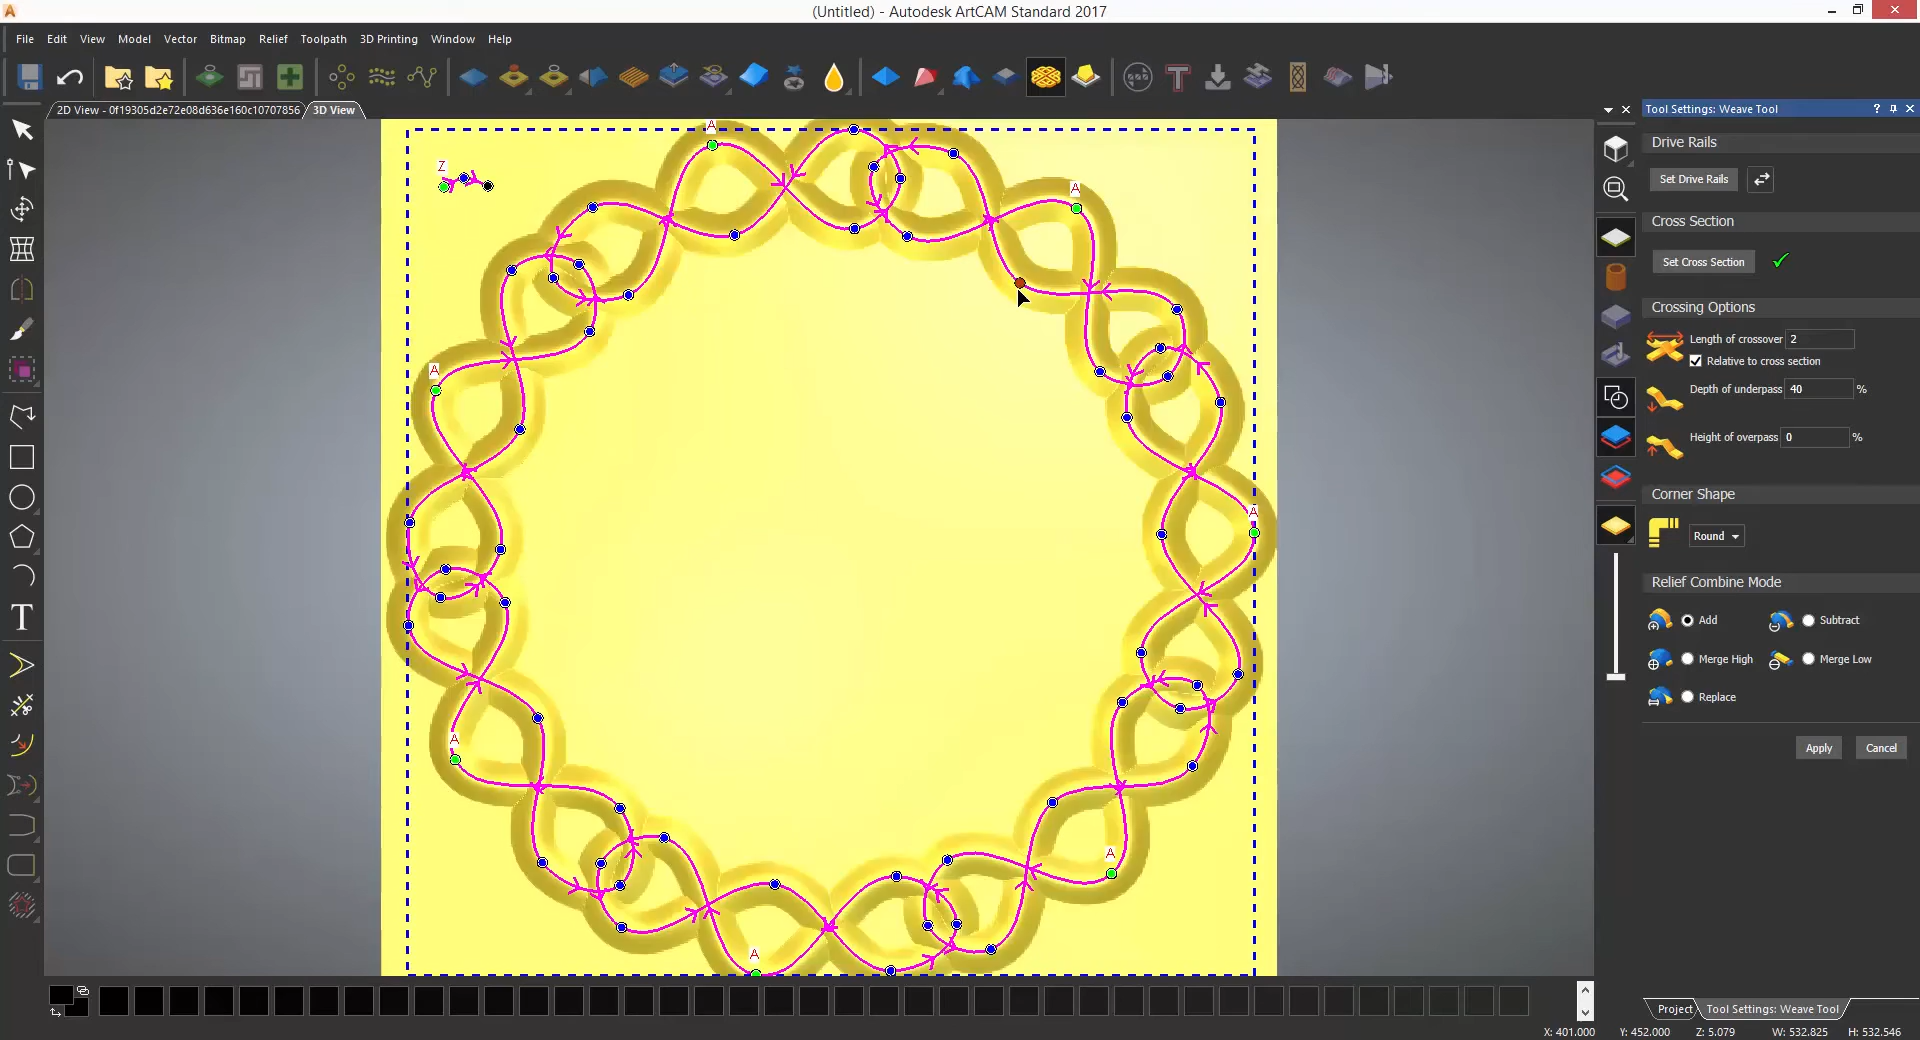 (Untitled) - Autodesk ArtCAM Standard 2017
File Edit View Model Vector Bitmap Relief Toolpath 3D Printing Window Help
2D View - 0f19305d2e72e08d636e160c10707856 3D View
Tool Settings: Weave Tool
Drive Rails
Set Drive Rails
Cross Section
Set Cross Section
Crossing Options
Length of crossover 2
Relative to cross section
Depth of underpass 40 %
Height of overpass 0 %
Corner Shape
Round
Relief Combine Mode
Add Subtract
Merge High Merge Low
Replace
Apply Cancel
Z
A
A
A
A
A
A
A
T
Project Tool Settings: Weave Tool
X: 401.000 Y: 452.000 Z: 5.079 W: 532.825 H: 532.546